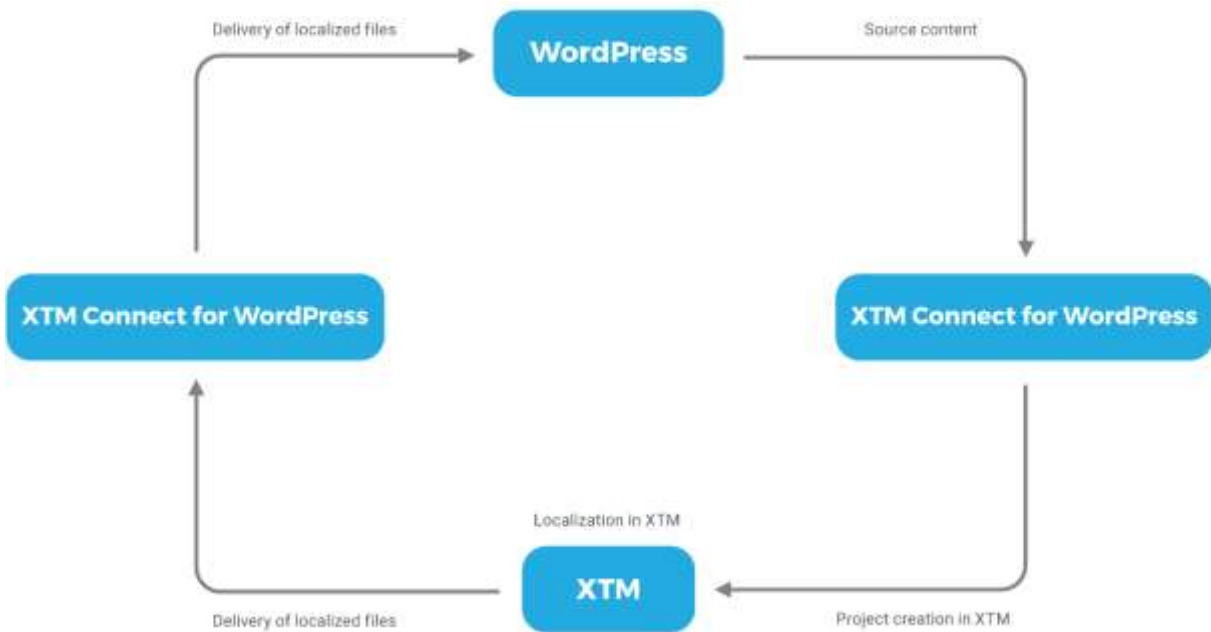 Delivery of localized files
WordPress
Source content
XTM Connect for WordPress
XTM Connect for WordPress
Localization in XTM
XTM
Delivery of localized files
Project creation in XTM